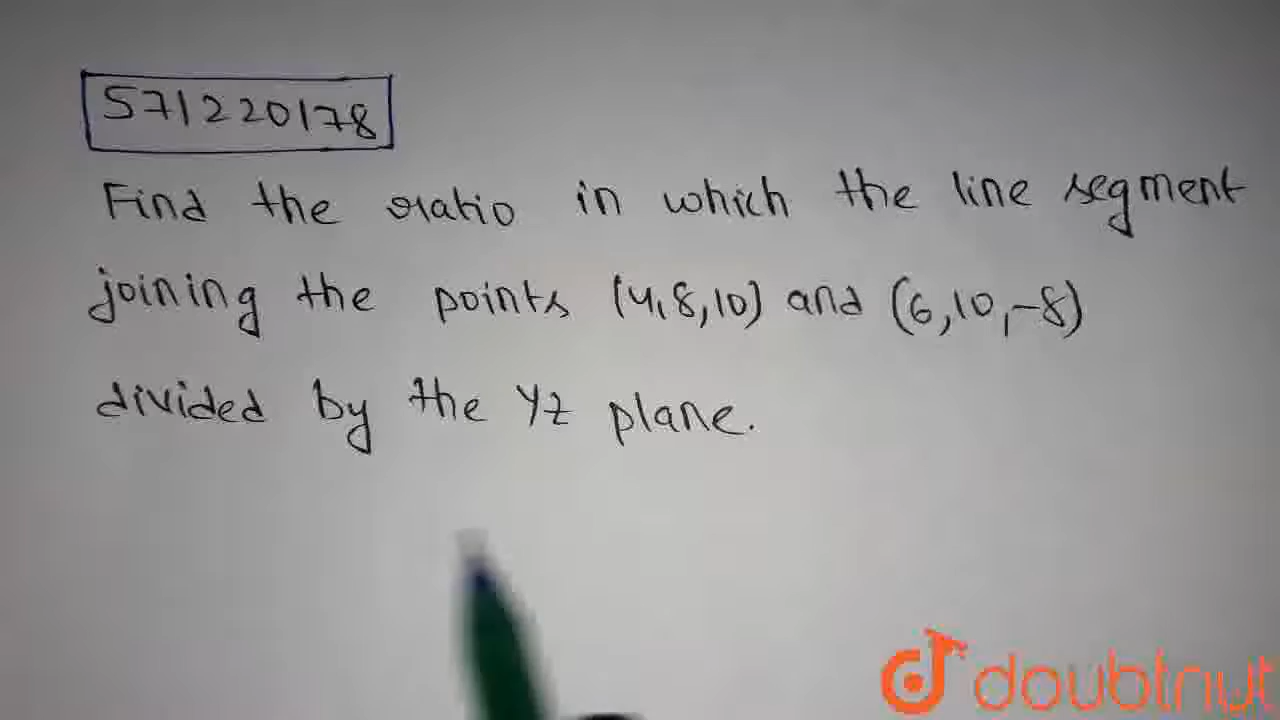 571220178
Find the ratio in which the line segment
joining the points (4,8,10) and (6,10,-8)
divided by the YZ plane.
doubtnut